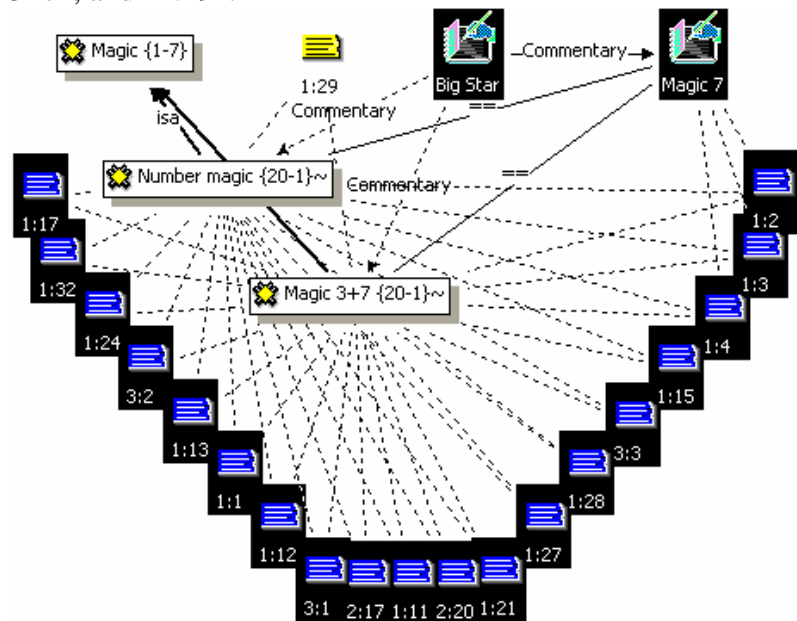 Magic {1-7}
1:29
Big Star
Commentary
Magic 7
Commentary
isa
==
Number magic {20-1}~
Commentary
==
1:17
1:2
1:32
1:3
Magic 3+7 {20-1}~
1:24
1:4
3:2
1:15
1:13
3:3
1:1
1:28
1:12
1:27
3:1 2:17 1:11 2:20 1:21